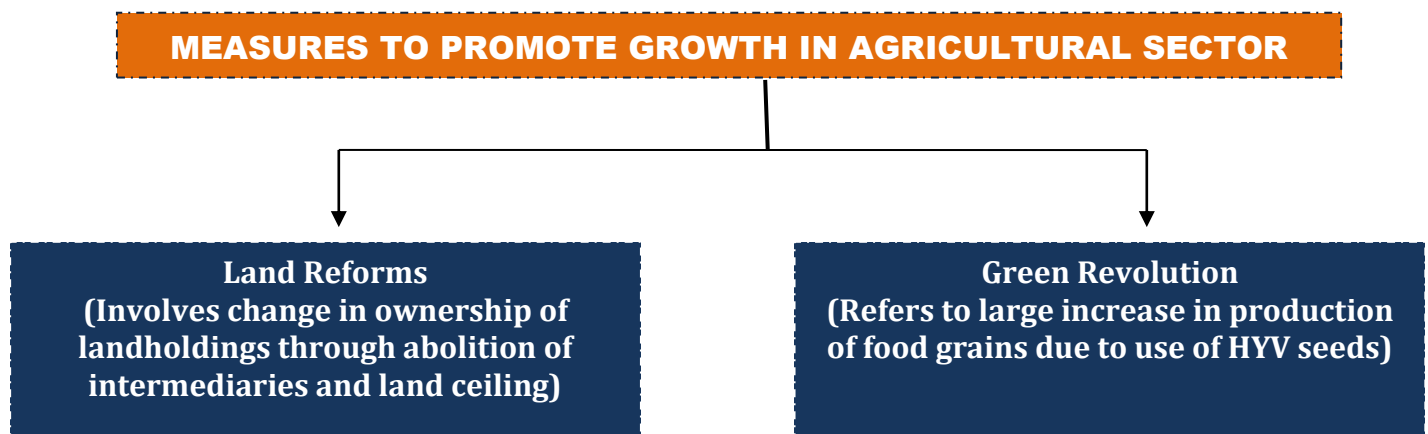 MEASURES TO PROMOTE GROWTH IN AGRICULTURAL SECTOR
Land Reforms
(Involves change in ownership of
landholdings through abolition of
intermediaries and land ceiling)
Green Revolution
(Refers to large increase in production
of food grains due to use of HYV seeds)